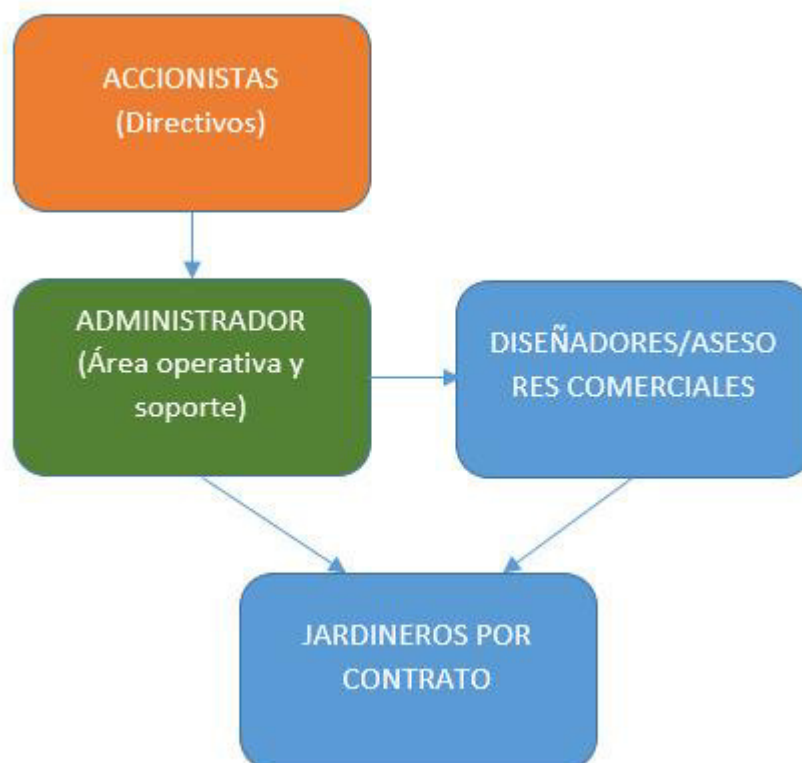 ACCIONISTAS
(Directivos)
ADMINISTRADOR
(Área operativa y
soporte)
DISEÑADORES/ASESO
RES COMERCIALES
JARDINEROS POR
CONTRATO